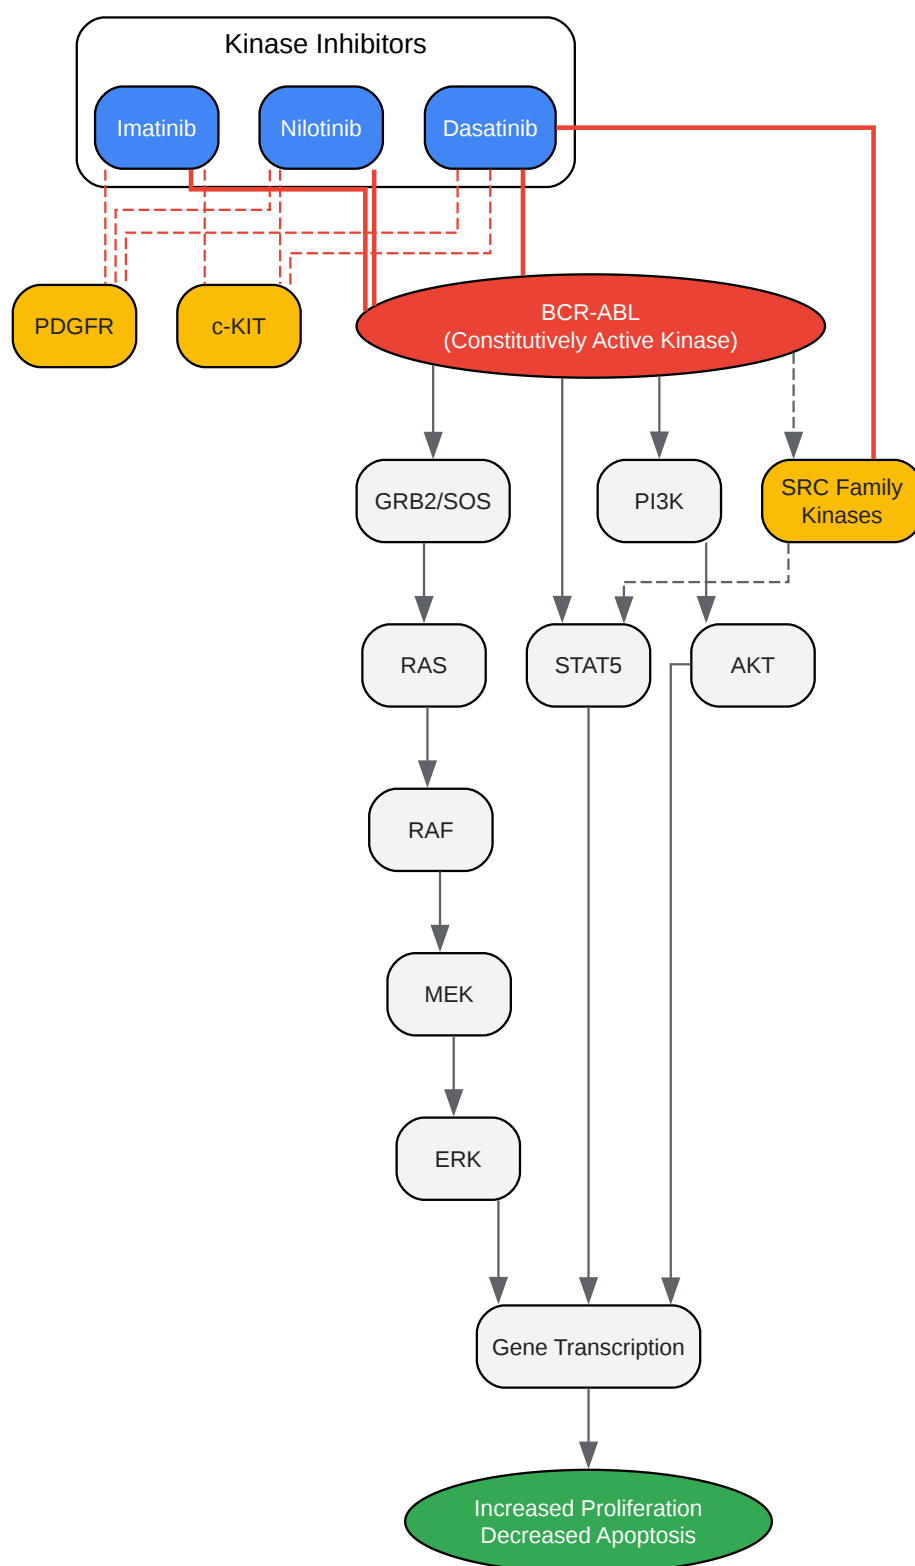 Kinase Inhibitors
Imatinib
Nilotinib
Dasatinib
PDGFR
c-KIT
BCR-ABL
(Constitutively Active Kinase)
GRB2/SOS
PI3K
SRC Family
Kinases
RAS
STAT5
AKT
RAF
MEK
ERK
Gene Transcription
Increased Proliferation
Decreased Apoptosis